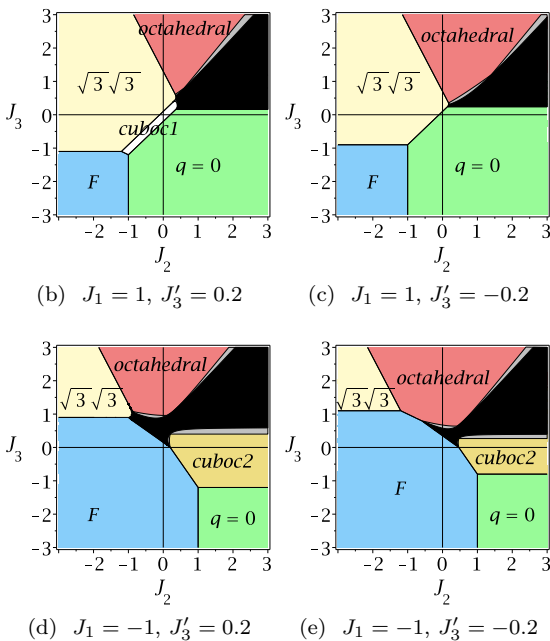 3
2
1
0
−1
−2
−3
J₃
octahedral
√3 √3
cuboc1
F
q = 0
−2 −1 0 1 2 3
J₂
(b) J₁ = 1, J′₃ = 0.2
3
2
1
0
−1
−2
−3
J₃
octahedral
√3 √3
F
q = 0
−2 −1 0 1 2 3
J₂
(c) J₁ = 1, J′₃ = −0.2
3
2
1
0
−1
−2
−3
J₃
octahedral
√3 √3
cuboc2
F
q = 0
−2 −1 0 1 2 3
J₂
(d) J₁ = −1, J′₃ = 0.2
3
2
1
0
−1
−2
−3
J₃
octahedral
√3 √3
cuboc2
F
q = 0
−2 −1 0 1 2 3
J₂
(e) J₁ = −1, J′₃ = −0.2